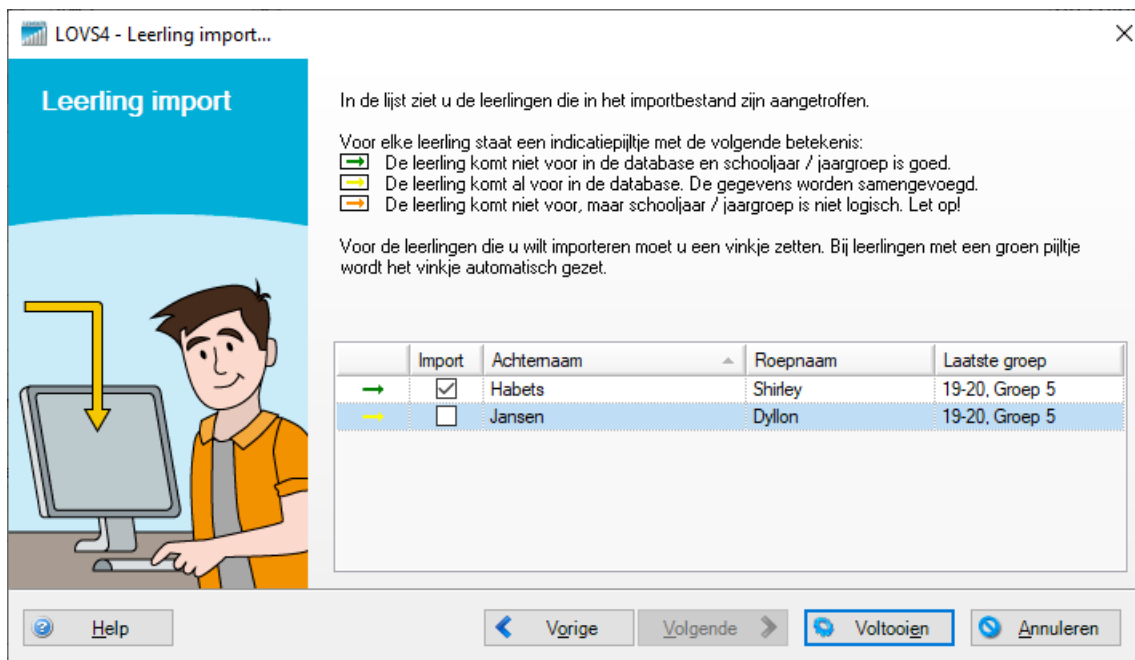 LOVS4 - Leerling import...
Leerling import
In de lijst ziet u de leerlingen die in het importbestand zijn aangetroffen.
Voor elke leerling staat een indicatiepijltje met de volgende betekenis:
De leerling komt niet voor in de database en schooljaar / jaargroep is goed.
De leerling komt al voor in de database. De gegevens worden samengevoegd.
De leerling komt niet voor, maar schooljaar / jaargroep is niet logisch. Let op!
Voor de leerlingen die u wilt importeren moet u een vinkje zetten. Bij leerlingen met een groen pijltje
wordt het vinkje automatisch gezet.
Import Achternaam Roepnaam Laatste groep
Habets Shirley 19-20, Groep 5
Jansen Dyllon 19-20, Groep 5
Help Vorige Volgende Voltooien Annuleren